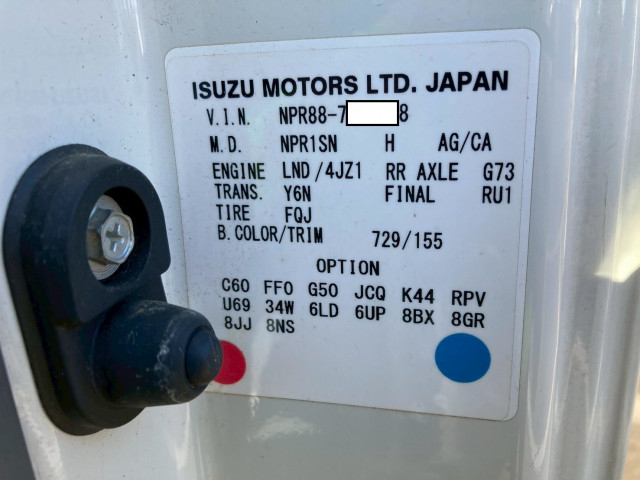 ISUZU MOTORS LTD. JAPAN
V.I.N. NPR88-7 8
M.D. NPR1SN H AG/CA
ENGINE LND/4JZ1 RR AXLE G73
TRANS. Y6N FINAL RU1
TIRE FQJ
B.COLOR/TRIM 729/155
OPTION
C60 FF0 G50 JCQ K44 RPV
U69 34W 6LD 6UP 8BX 8GR
8JJ 8NS